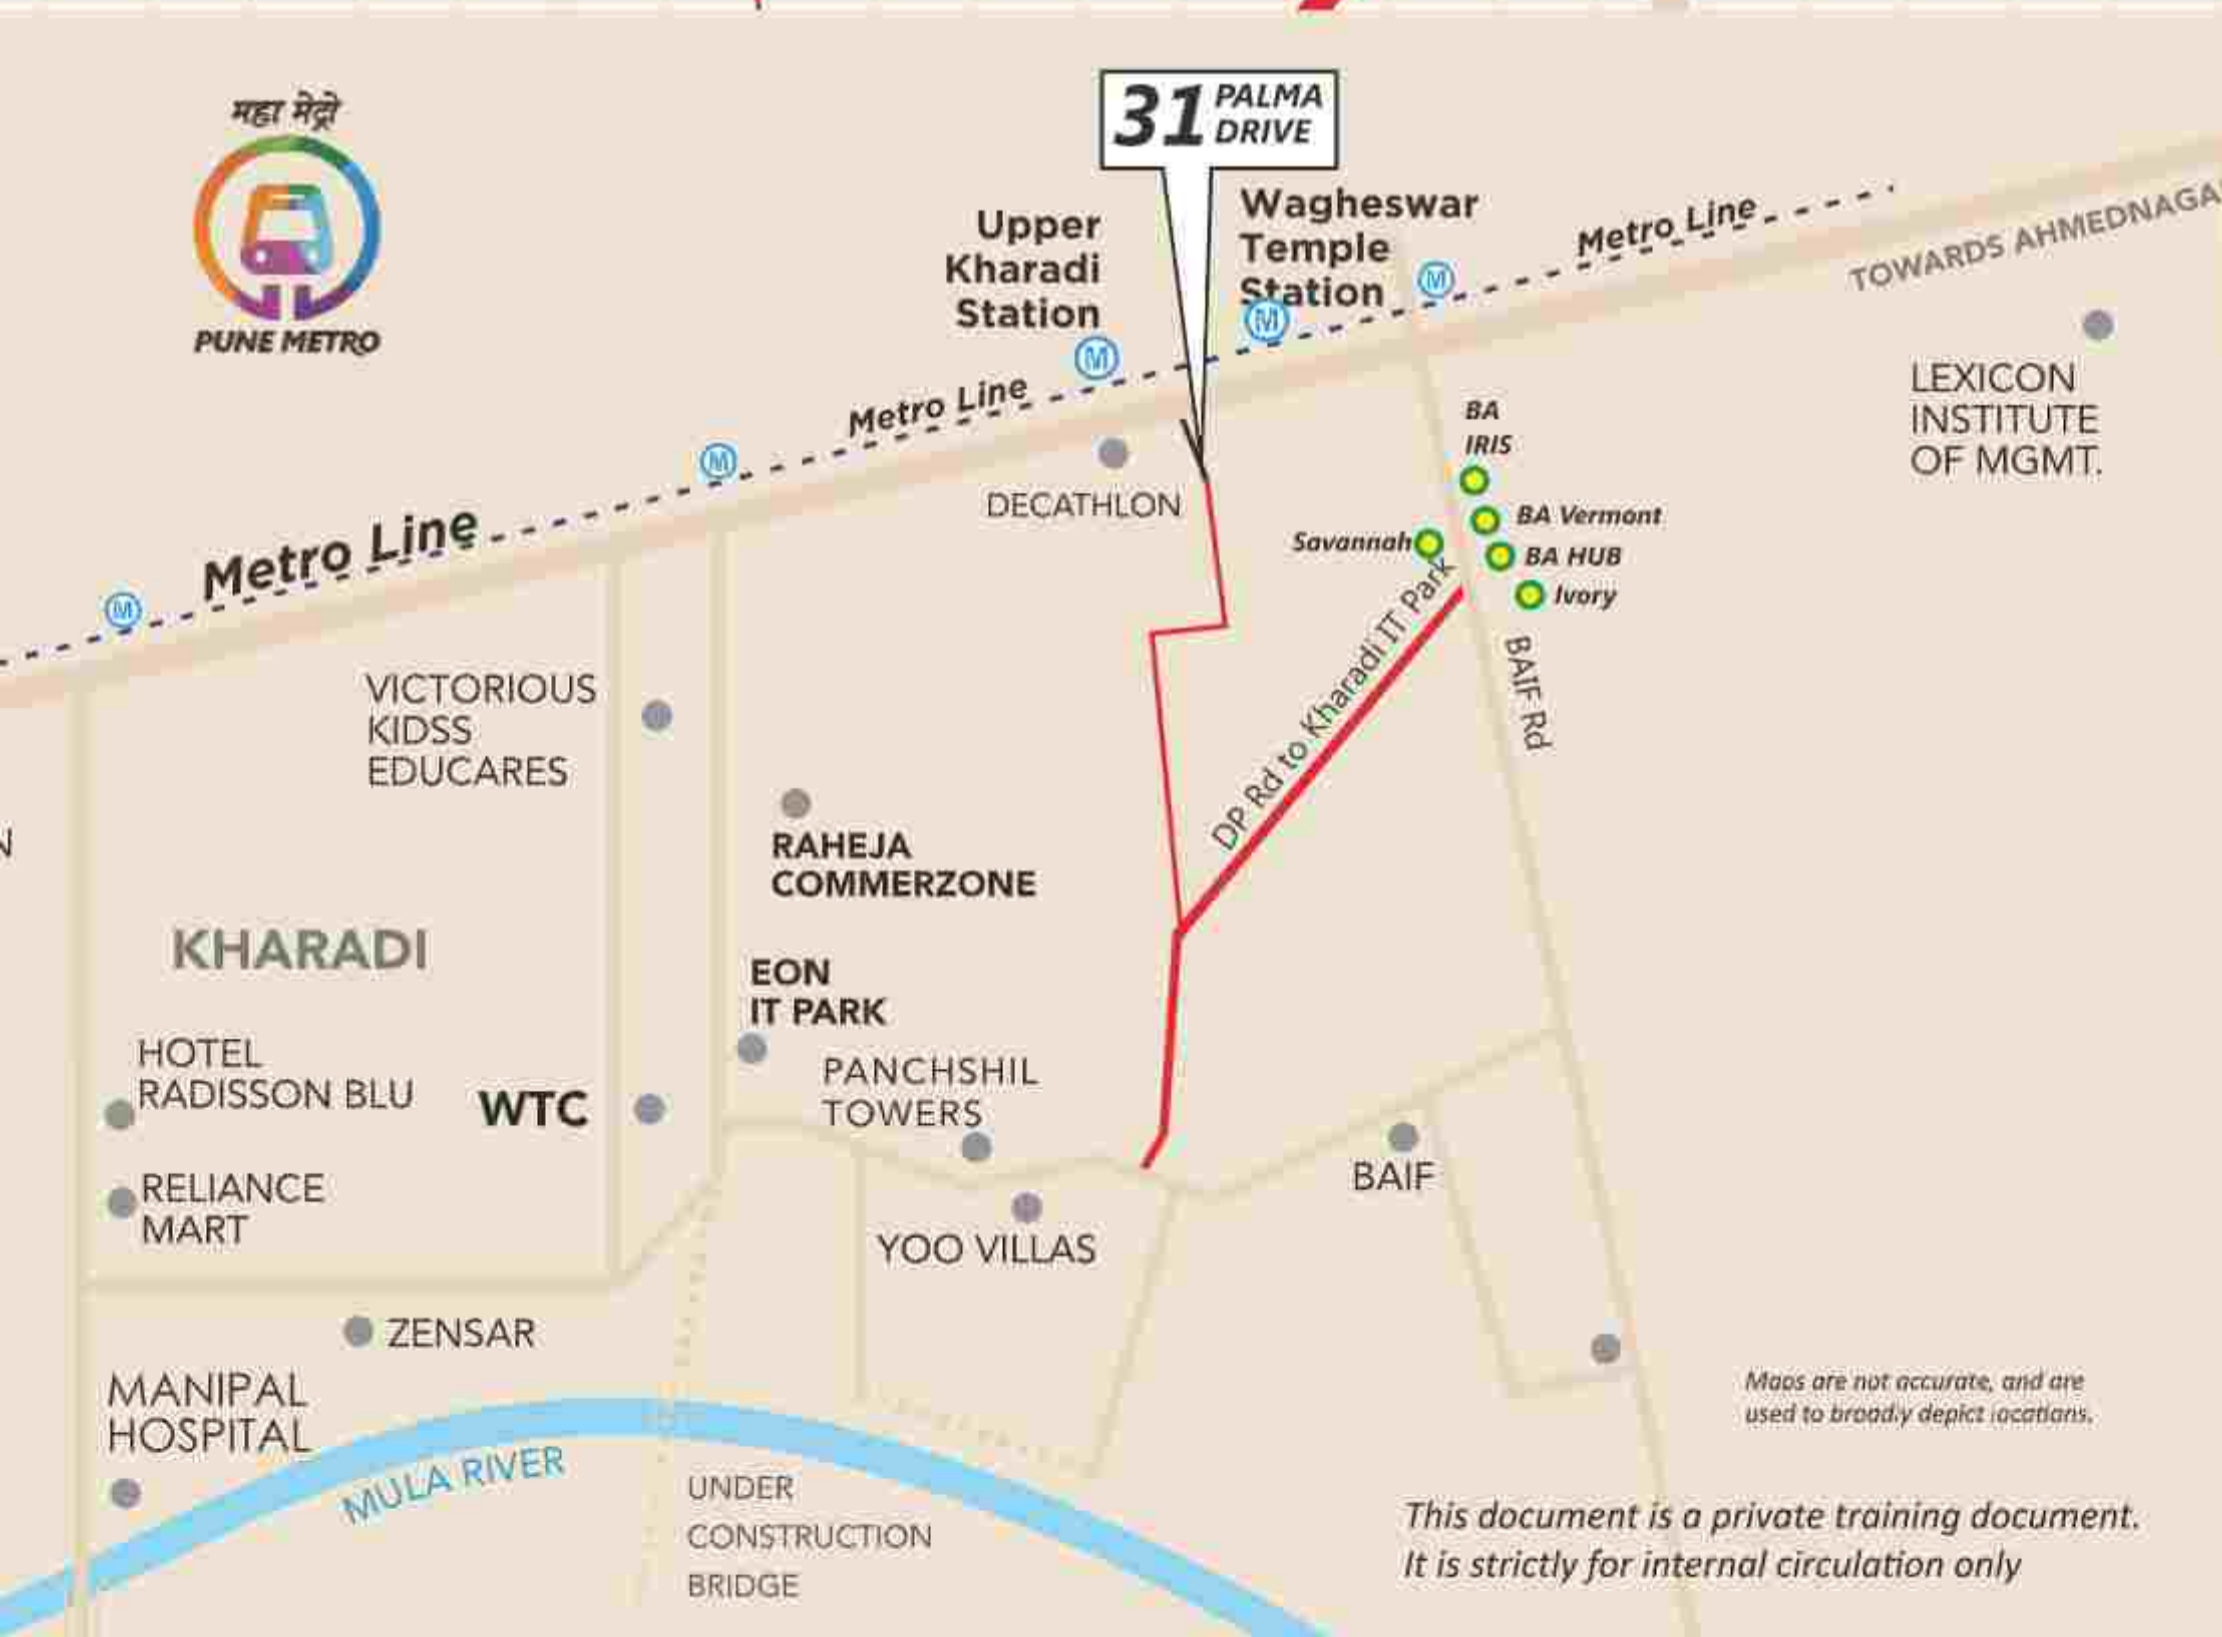 महा मेट्रो
PUNE METRO
31 PALMA
DRIVE
Upper
Kharadi
Station
Wagheswar
Temple
Station
Metro Line
TOWARDS AHMEDNAGA
Metro Line
Metro Line
LEXICON
INSTITUTE
OF MGMT.
DECATHLON
BA
IRIS
BA Vermont
Savannah
BA HUB
Ivory
DP Rd to Kharadi IT Park
BAIF Rd
VICTORIOUS
KIDSS
EDUCARES
N
RAHEJA
COMMERZONE
KHARADI
EON
IT PARK
HOTEL
RADISSON BLU
WTC
PANCHSHIL
TOWERS
BAIF
RELIANCE
MART
YOO VILLAS
ZENSAR
MANIPAL
HOSPITAL
MULA RIVER
UNDER
CONSTRUCTION
BRIDGE
Maps are not accurate, and are
used to broadly depict locations.
This document is a private training document.
It is strictly for internal circulation only